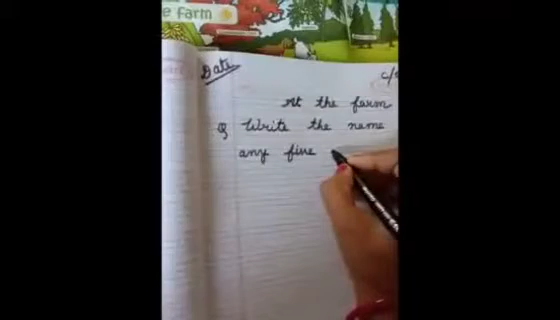 e farm
Date
C/
At the farm
Q Write the name
any five